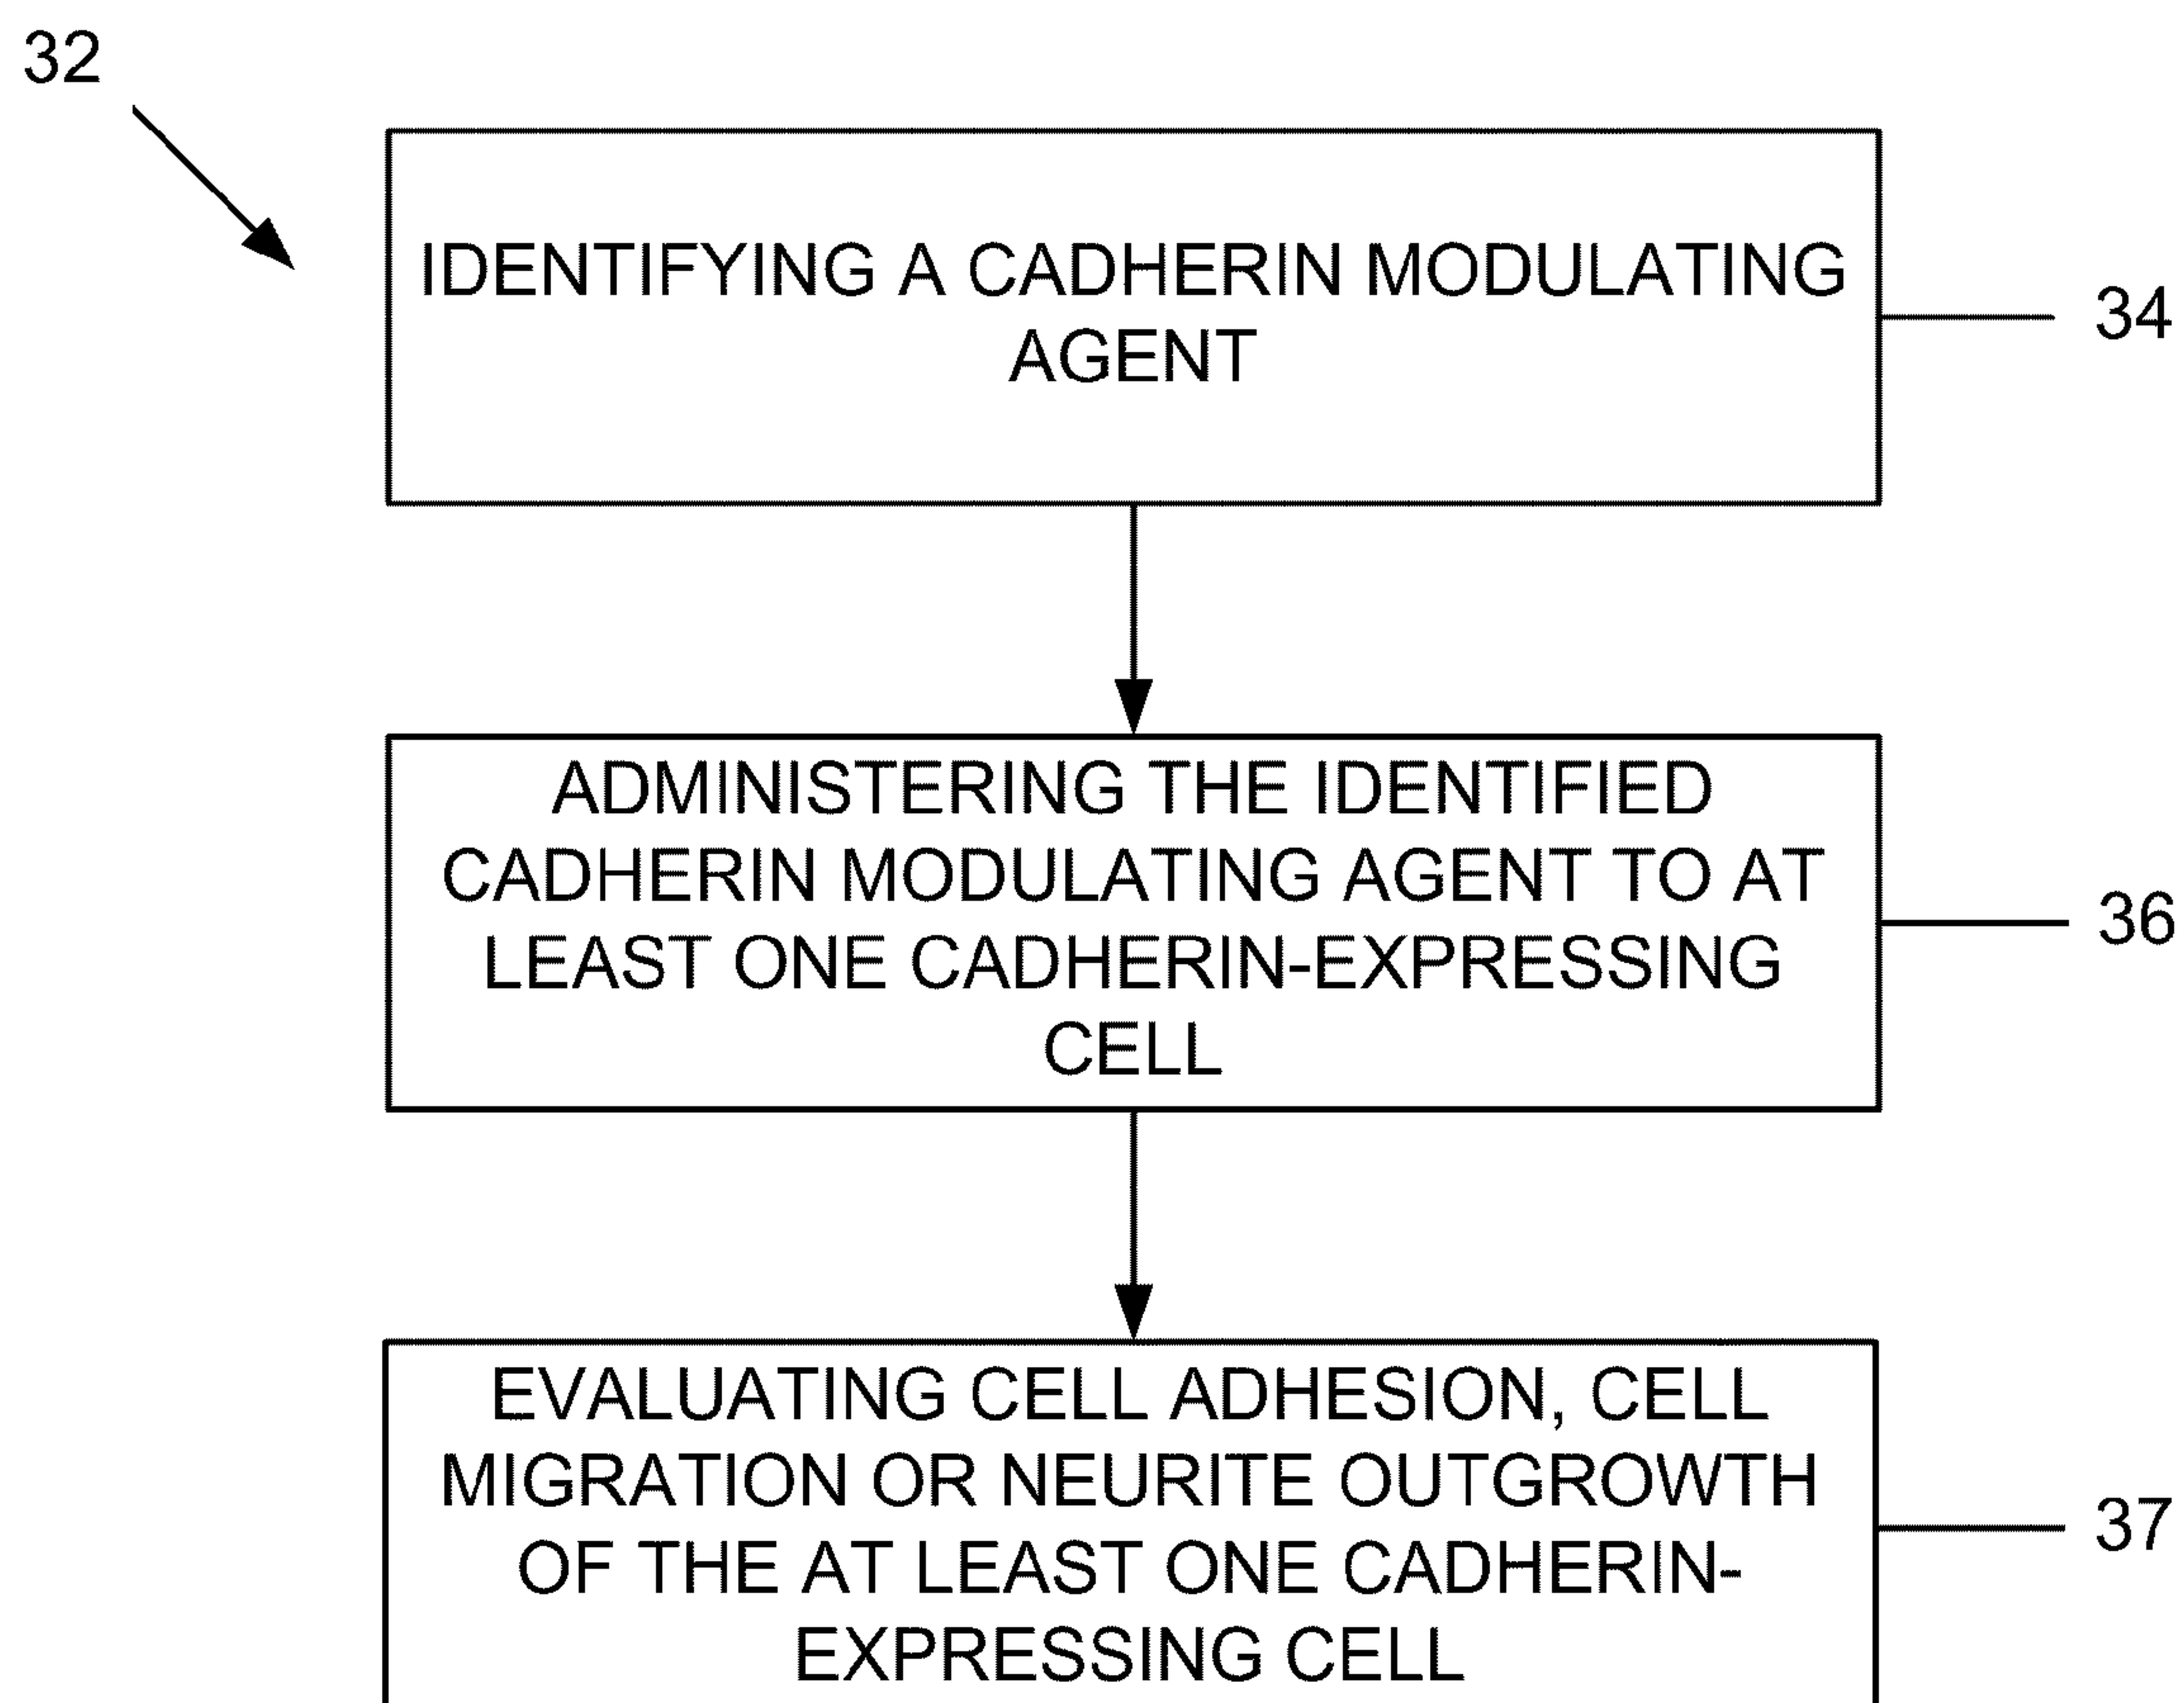 32
IDENTIFYING A CADHERIN MODULATING
AGENT
34
ADMINISTERING THE IDENTIFIED
CADHERIN MODULATING AGENT TO AT
LEAST ONE CADHERIN-EXPRESSING
CELL
36
EVALUATING CELL ADHESION, CELL
MIGRATION OR NEURITE OUTGROWTH
OF THE AT LEAST ONE CADHERIN-
EXPRESSING CELL
37